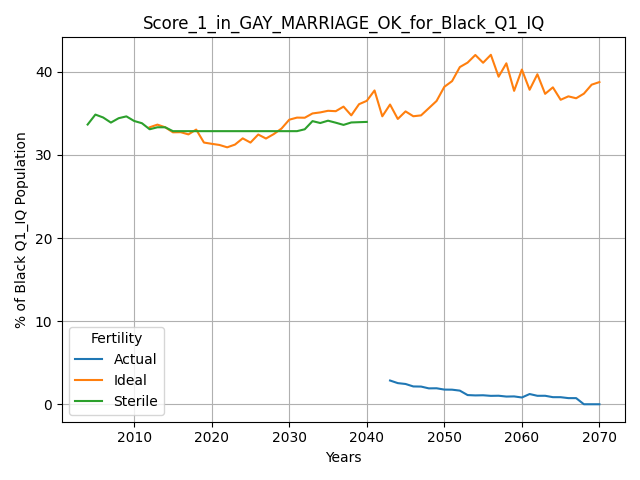 Score_1_in_GAY_MARRIAGE_OK_for_Black_Q1_IQ
% of Black Q1_IQ Population
40
30
20
10
0
Fertility
Actual
Ideal
Sterile
2010 2020 2030 2040 2050 2060 2070
Years